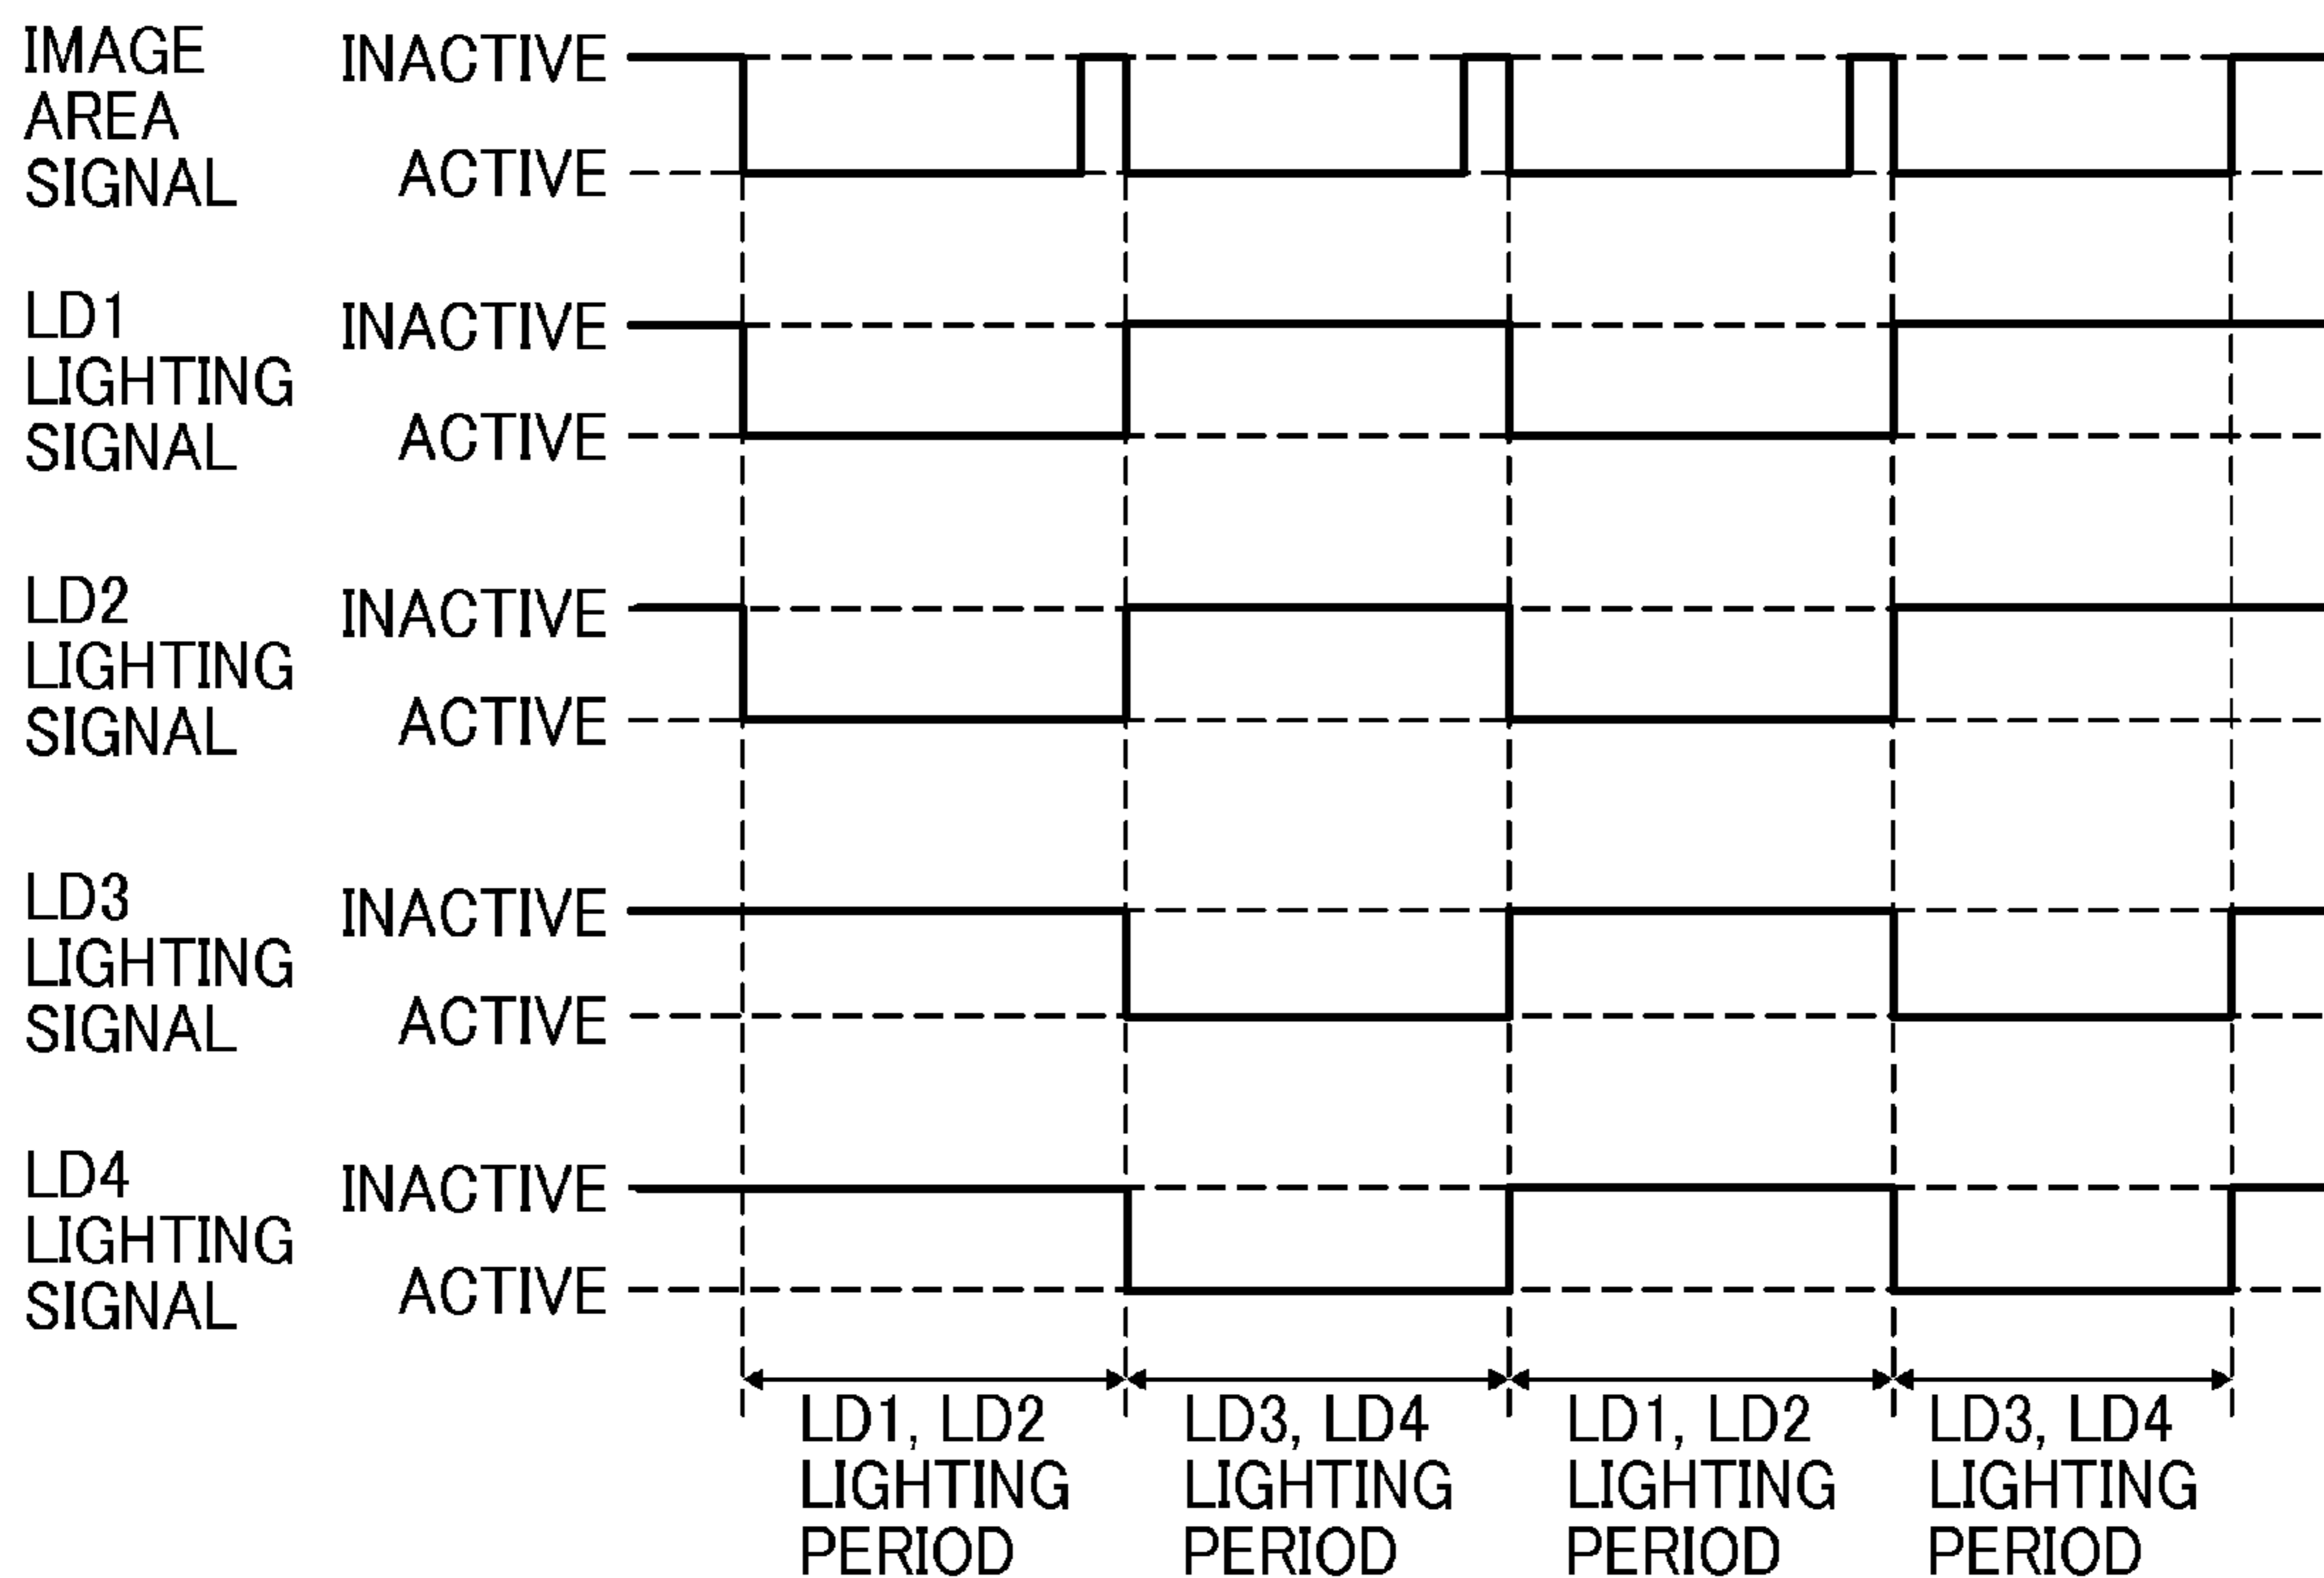 IMAGE
AREA
SIGNAL
INACTIVE
ACTIVE
LD1
LIGHTING
SIGNAL
INACTIVE
ACTIVE
LD2
LIGHTING
SIGNAL
INACTIVE
ACTIVE
LD3
LIGHTING
SIGNAL
INACTIVE
ACTIVE
LD4
LIGHTING
SIGNAL
INACTIVE
ACTIVE
LD1, LD2
LIGHTING
PERIOD
LD3, LD4
LIGHTING
PERIOD
LD1, LD2
LIGHTING
PERIOD
LD3, LD4
LIGHTING
PERIOD